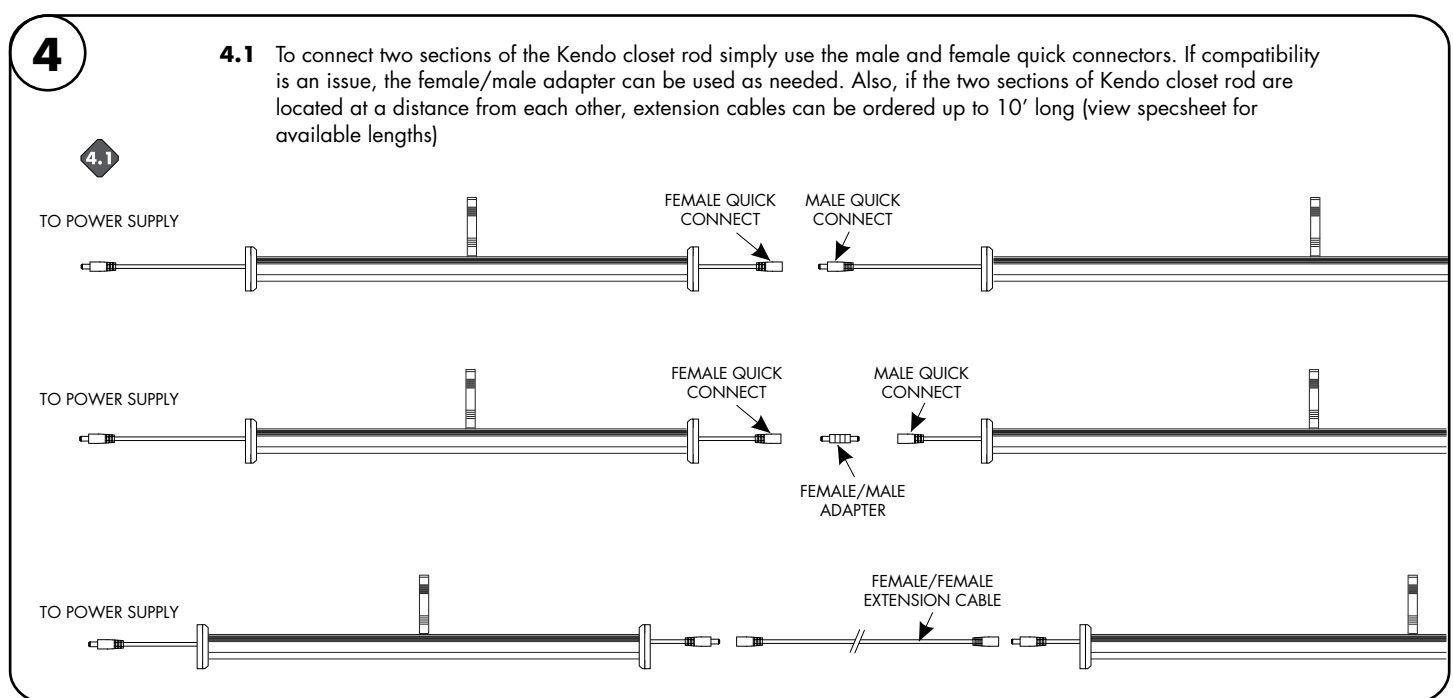 4
4.1 To connect two sections of the Kendo closet rod simply use the male and female quick connectors. If compatibility
is an issue, the female/male adapter can be used as needed. Also, if the two sections of Kendo closet rod are
located at a distance from each other, extension cables can be ordered up to 10’ long (view specsheet for
available lengths)
4.1
TO POWER SUPPLY
FEMALE QUICK
CONNECT
MALE QUICK
CONNECT
TO POWER SUPPLY
FEMALE QUICK
CONNECT
MALE QUICK
CONNECT
FEMALE/MALE
ADAPTER
TO POWER SUPPLY
FEMALE/FEMALE
EXTENSION CABLE